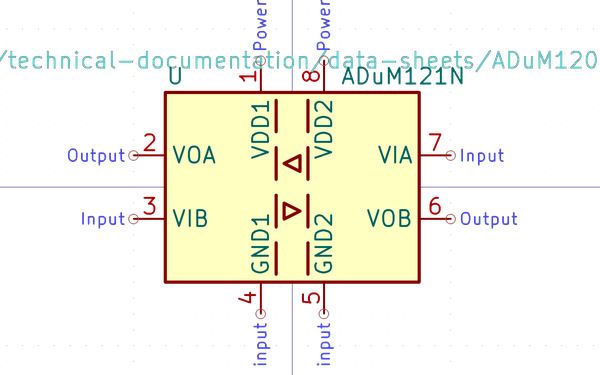 Power Power
/technical-documentation/data-sheets/ADuM120
U ADuM121N
1 8
VDD1 VDD2
Output 2 VOA VIA 7 Input
Input 3 VIB VOB 6 Output
GND1 GND2
4 5
input input